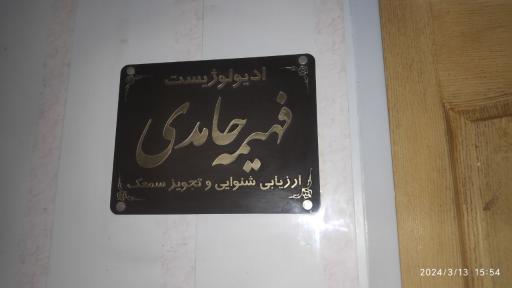 ادیولوژیست
فهیمه حامدی
ارزیابی شنوایی و تجویز سمعک
2024/3/13 15:54